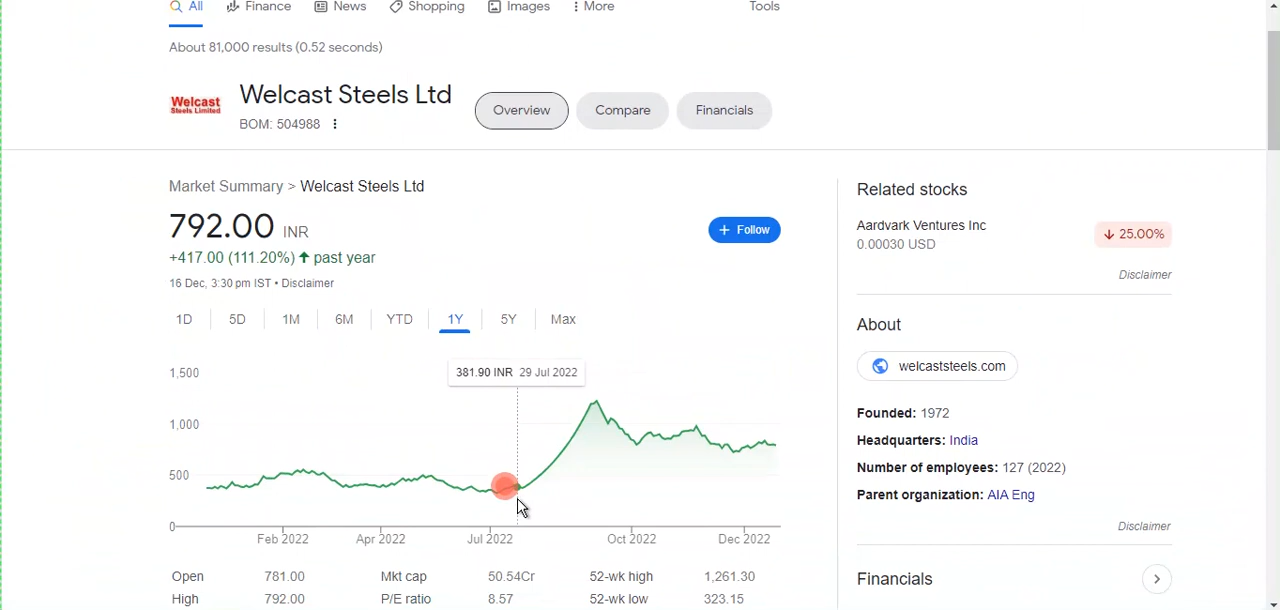 All Finance News Shopping Images More Tools
About 81,000 results (0.52 seconds)
Welcast
Steels Limited
Welcast Steels Ltd
BOM: 504988
Overview Compare Financials
Market Summary > Welcast Steels Ltd
792.00 INR
+ Follow
+417.00 (111.20%) ↑ past year
16 Dec, 3:30 pm IST • Disclaimer
1D 5D 1M 6M YTD 1Y 5Y Max
381.90 INR 29 Jul 2022
1,500
1,000
500
0
Feb 2022 Apr 2022 Jul 2022 Oct 2022 Dec 2022
Open 781.00 Mkt cap 50.54Cr 52-wk high 1,261.30
High 792.00 P/E ratio 8.57 52-wk low 323.15
Related stocks
Aardvark Ventures Inc
0.00030 USD
↓ 25.00%
Disclaimer
About
welcaststeels.com
Founded: 1972
Headquarters: India
Number of employees: 127 (2022)
Parent organization: AIA Eng
Disclaimer
Financials